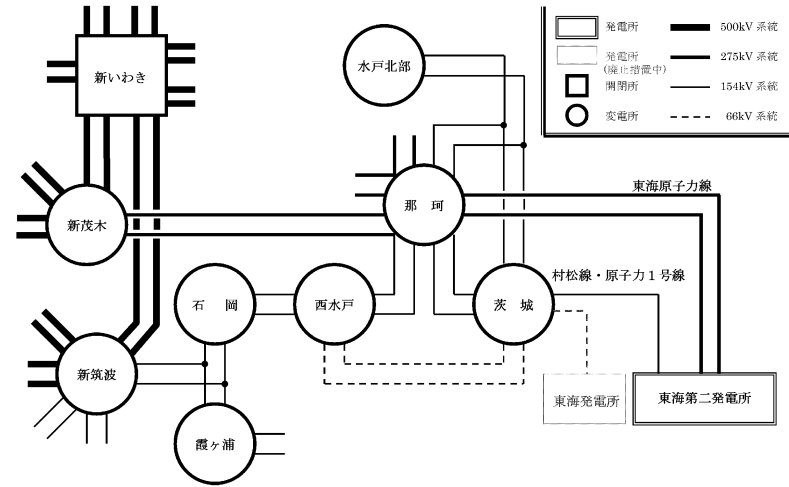 発電所
500kV 系統
発電所
(廃止措置中)
275kV 系統
開閉所
154kV 系統
変電所
66kV 系統
新いわき
水戸北部
東海原子力線
那 珂
新茂木
村松線・原子力１号線
石 岡
西水戸
茨 城
新筑波
東海発電所
東海第二発電所
霞ヶ浦